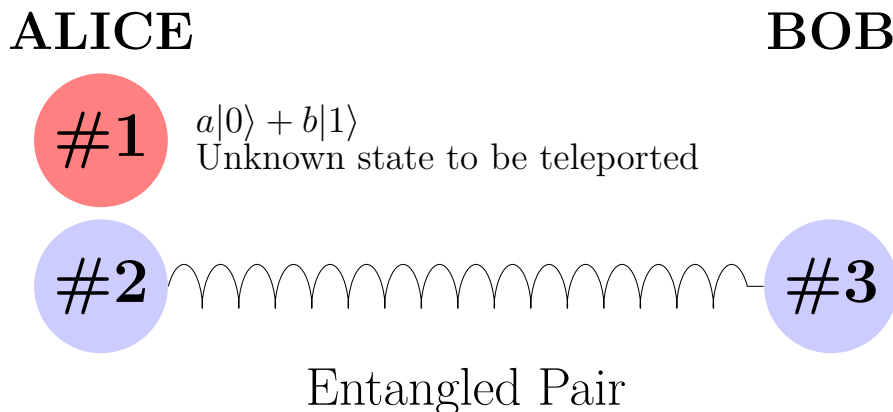 ALICE BOB
#1 a|0⟩ + b|1⟩
Unknown state to be teleported
#2 #3
Entangled Pair